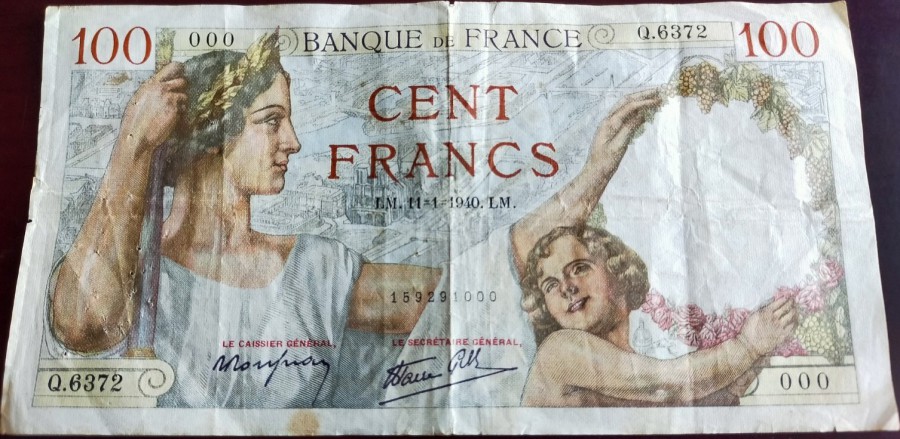 100 000 BANQUE DE FRANCE Q.6372 100
CENT
FRANCS
LM. 11=1=1940. LM.
159291000
LE CAISSIER GÉNÉRAL, LE SECRÉTAIRE GÉNÉRAL,
Q.6372 000